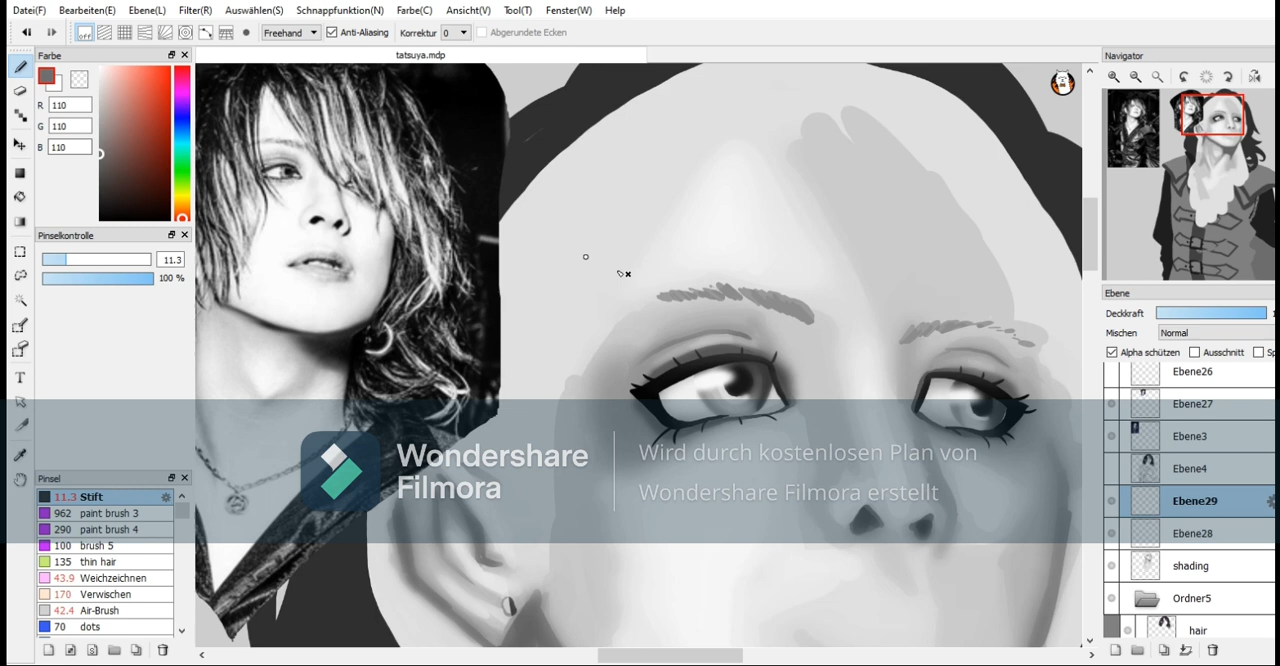 Datei(F) Bearbeiten(E) Ebene(L) Filter(R) Auswählen(S) Schnappfunktion(N) Farbe(C) Ansicht(V) Tool(T) Fenster(W) Help
off Freehand Anti-Aliasing Korrektur 0 Abgerundete Ecken
Farbe
tatsuya.mdp
Navigator
R 110
G 110
B 110
Pinselkontrolle
11.3
100 %
Ebene
Deckkraft
Mischen Normal
Alpha schützen Ausschnitt Sp
Ebene26
Ebene27
Ebene3
Ebene4
Ebene29
Ebene28
shading
Ordner5
hair
Wondershare
Filmora
Wird durch kostenlosen Plan von
Wondershare Filmora erstellt
Pinsel
11.3 Stift
962 paint brush 3
290 paint brush 4
100 brush 5
135 thin hair
43.9 Weichzeichnen
170 Verwischen
42.4 Air-Brush
70 dots
T